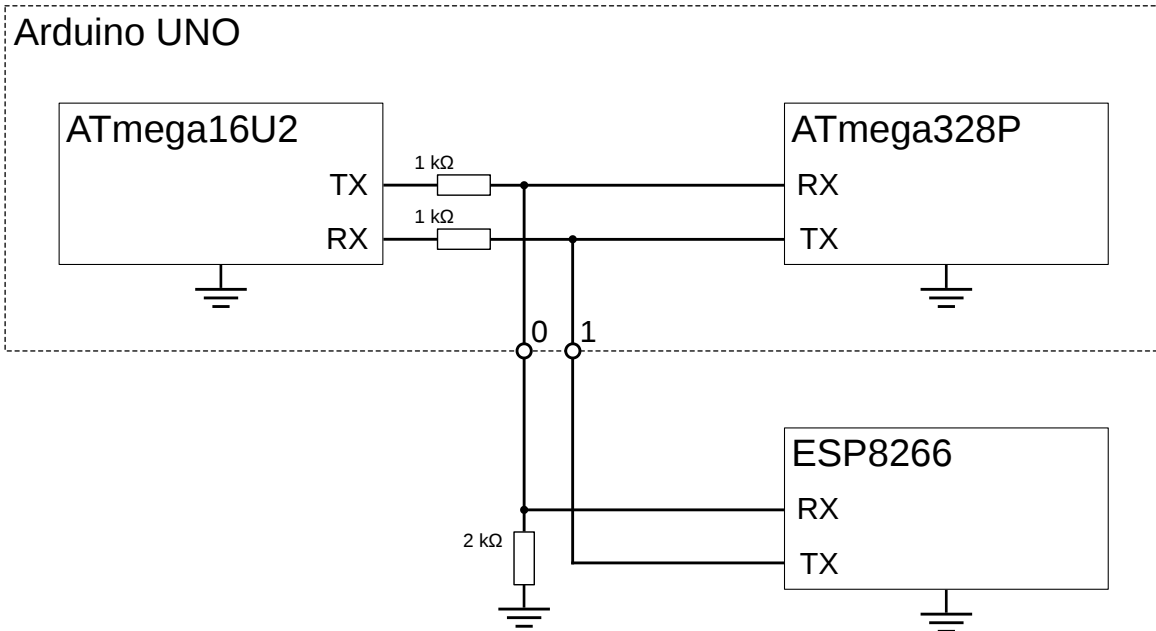 Arduino UNO
ATmega16U2
ATmega328P
1 kΩ
TX
RX
1 kΩ
RX
TX
0
1
ESP8266
RX
2 kΩ
TX